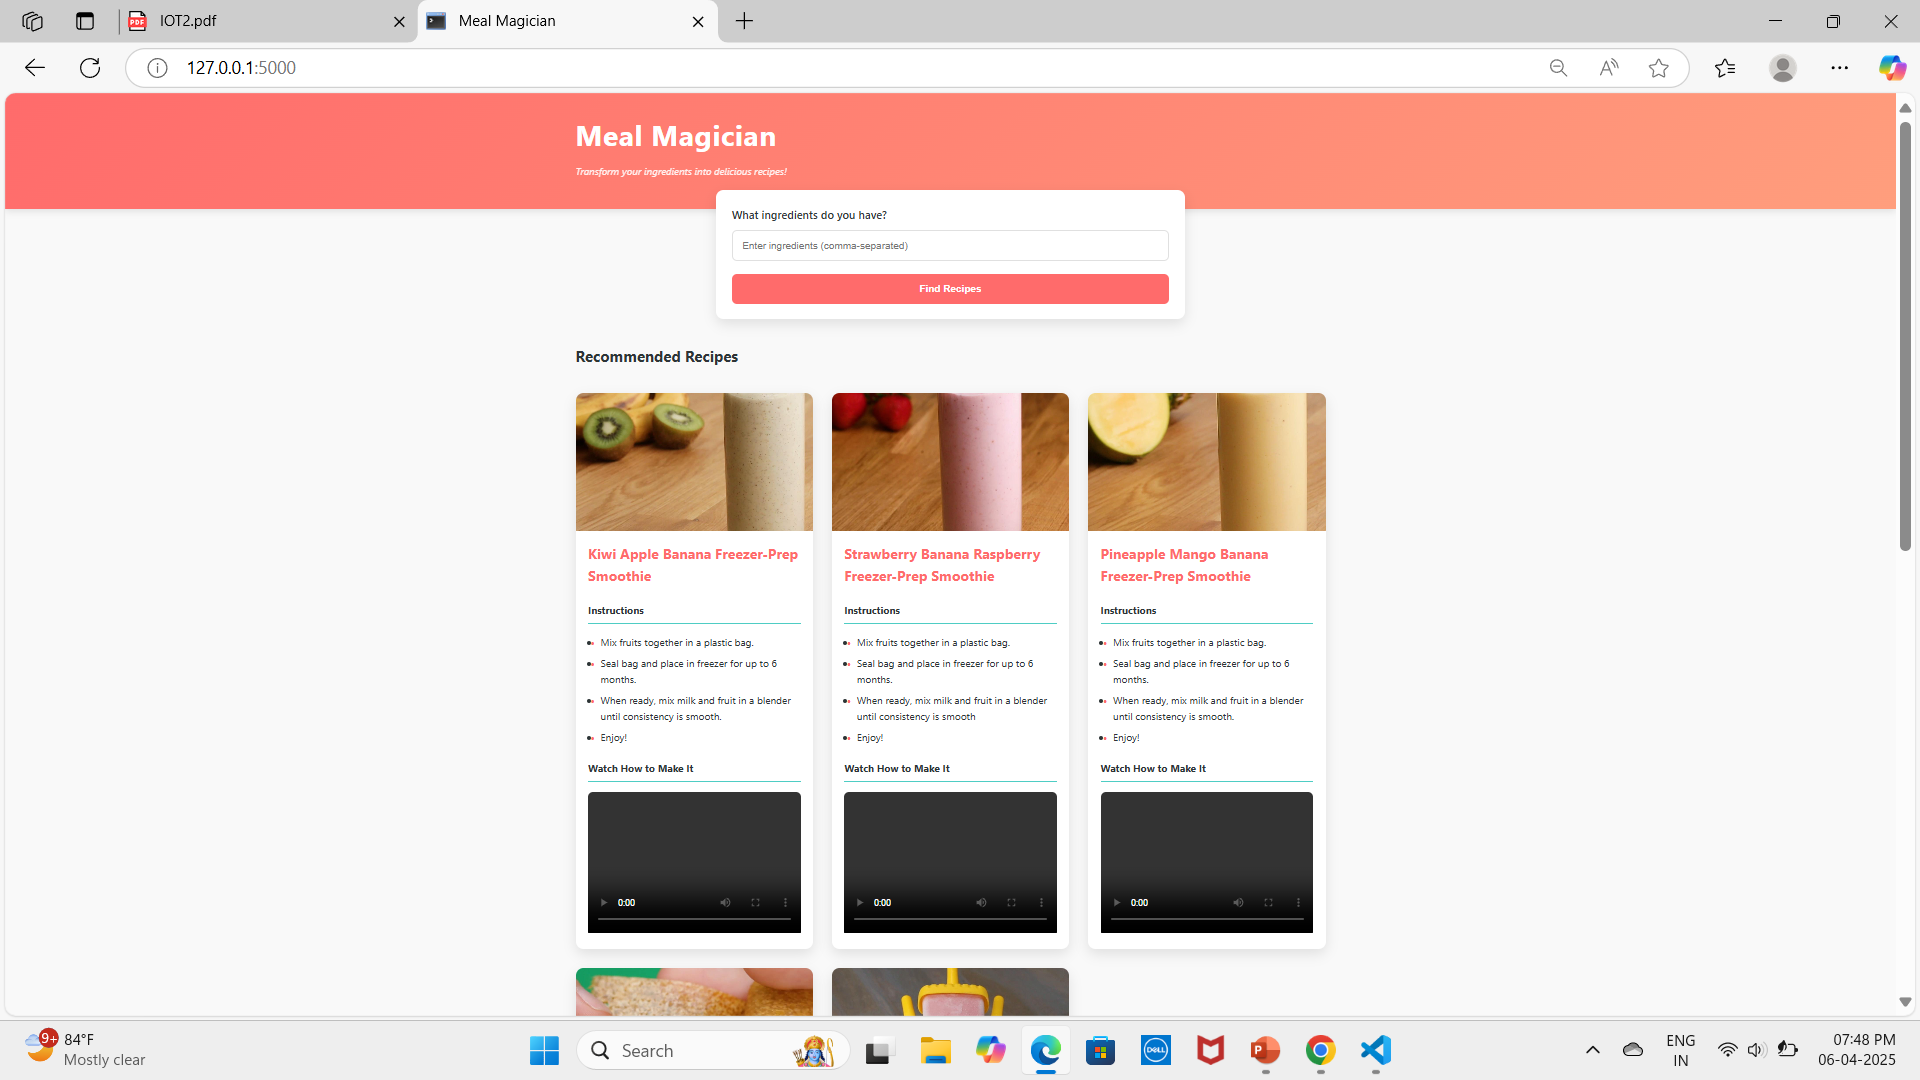 IOT2.pdf
Meal Magician
127.0.0.1:5000
Meal Magician
Transform your ingredients into delicious recipes!
What ingredients do you have?
Enter ingredients (comma-separated)
Find Recipes
Recommended Recipes
Kiwi Apple Banana Freezer-Prep
Smoothie
Instructions
Mix fruits together in a plastic bag.
Seal bag and place in freezer for up to 6
months.
When ready, mix milk and fruit in a blender
until consistency is smooth.
Enjoy!
Watch How to Make It
0:00
Strawberry Banana Raspberry
Freezer-Prep Smoothie
Instructions
Mix fruits together in a plastic bag.
Seal bag and place in freezer for up to 6
months.
When ready, mix milk and fruit in a blender
until consistency is smooth
Enjoy!
Watch How to Make It
0:00
Pineapple Mango Banana
Freezer-Prep Smoothie
Instructions
Mix fruits together in a plastic bag.
Seal bag and place in freezer for up to 6
months.
When ready, mix milk and fruit in a blender
until consistency is smooth.
Enjoy!
Watch How to Make It
0:00
9+
84°F
Mostly clear
Search
DELL
ENG
IN
07:48 PM
06-04-2025